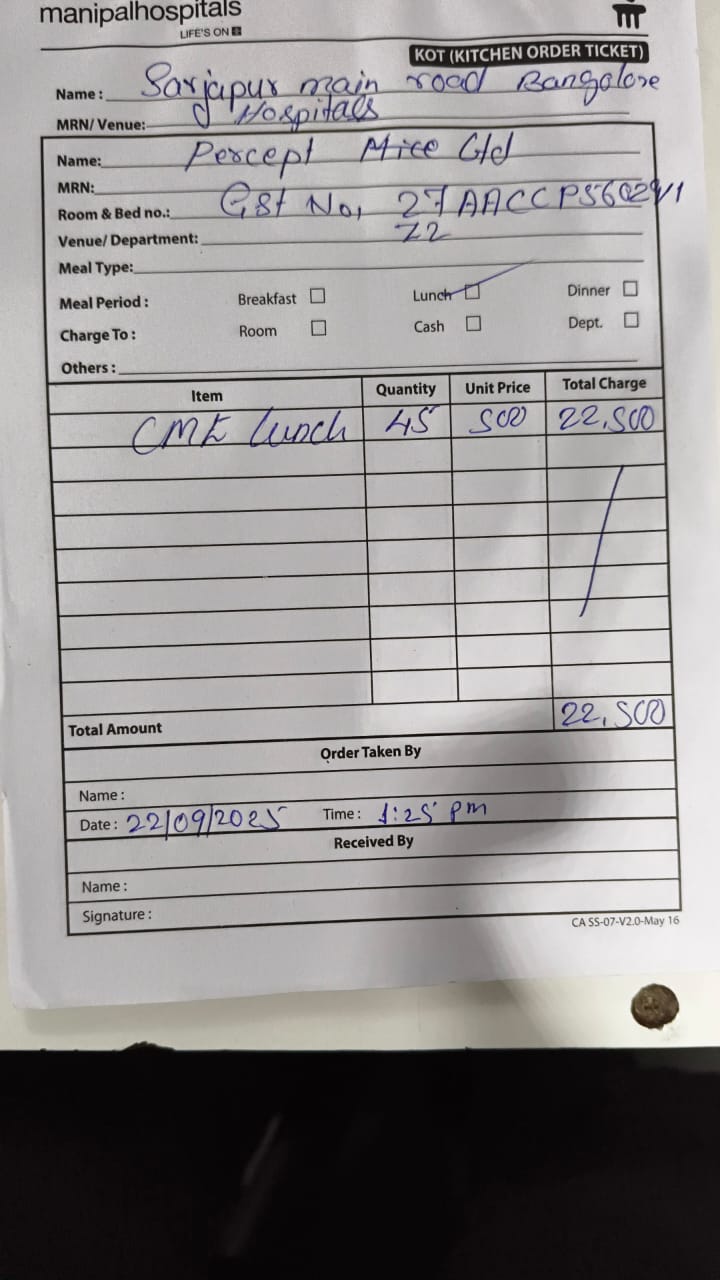 manipalhospitals
LIFE'S ON
KOT (KITCHEN ORDER TICKET)
Name: Sarjapur main road Bangalore
MRN/ Venue: Hospitals
Name: Percept Mice Ltd
MRN:
Room & Bed no.: Gst No, 27AACCP5602Q1
Venue/ Department: Z2
Meal Type:
Meal Period : Breakfast Lunch Dinner
Charge To : Room Cash Dept.
Others :
Item Quantity Unit Price Total Charge
CME Lunch 45 500 22,500
Total Amount 22,500
Order Taken By
Name :
Date : 22/09/2025 Time : 1:25 pm
Received By
Name :
Signature :
CA SS-07-V2.0-May 16